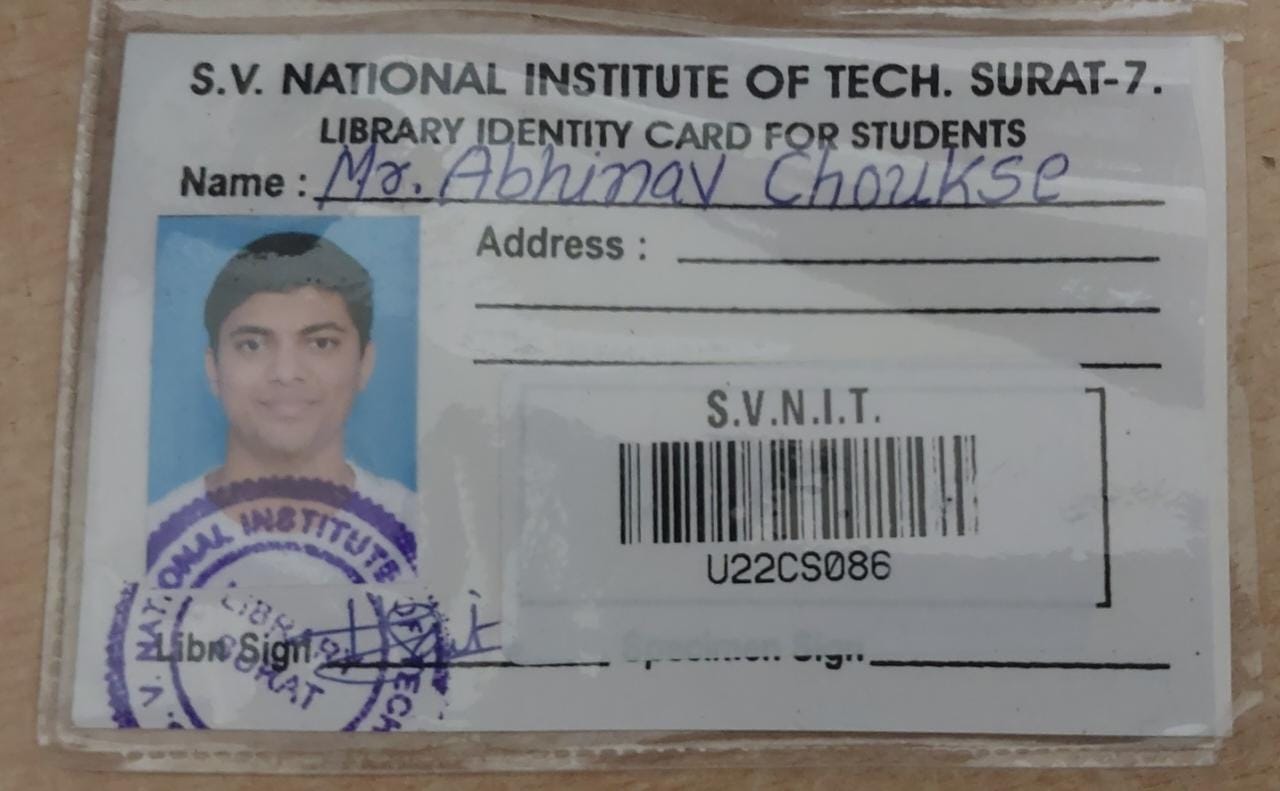 S.V. NATIONAL INSTITUTE OF TECH. SURAT-7.
LIBRARY IDENTITY CARD FOR STUDENTS
Name : Mr. Abhinav Choukse
Address :
S.V.N.I.T.
U22CS086
Libr. Sign
Specimen Sign.
S. V. NATIONAL INSTITUTE OF TECH
LIBRARY
SURAT